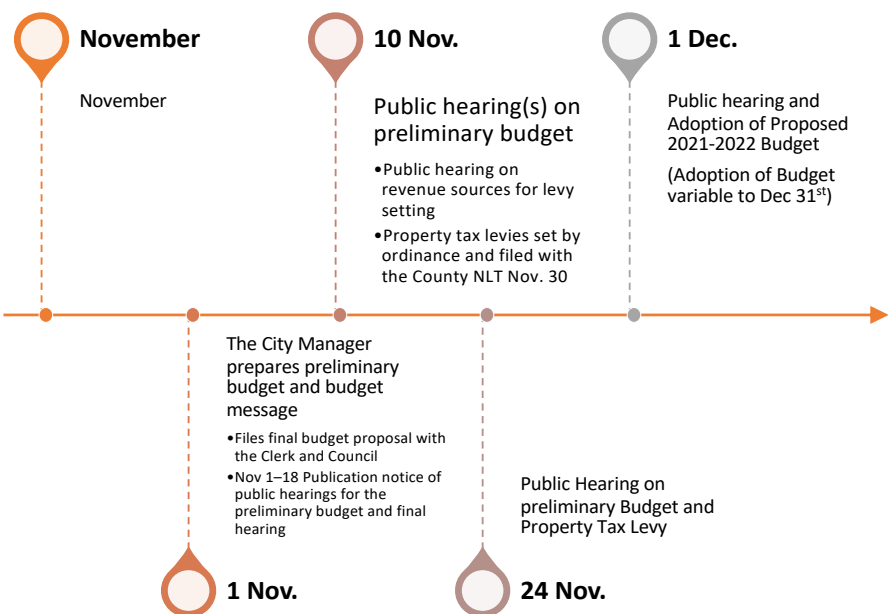 November
November
10 Nov.
Public hearing(s) on
preliminary budget
•Public hearing on
revenue sources for levy
setting
•Property tax levies set by
ordinance and filed with
the County NLT Nov. 30
1 Dec.
Public hearing and
Adoption of Proposed
2021-2022 Budget
(Adoption of Budget
variable to Dec 31st)
The City Manager
prepares preliminary
budget and budget
message
•Files final budget proposal with
the Clerk and Council
•Nov 1–18 Publication notice of
public hearings for the
preliminary budget and final
hearing
1 Nov.
Public Hearing on
preliminary Budget and
Property Tax Levy
24 Nov.